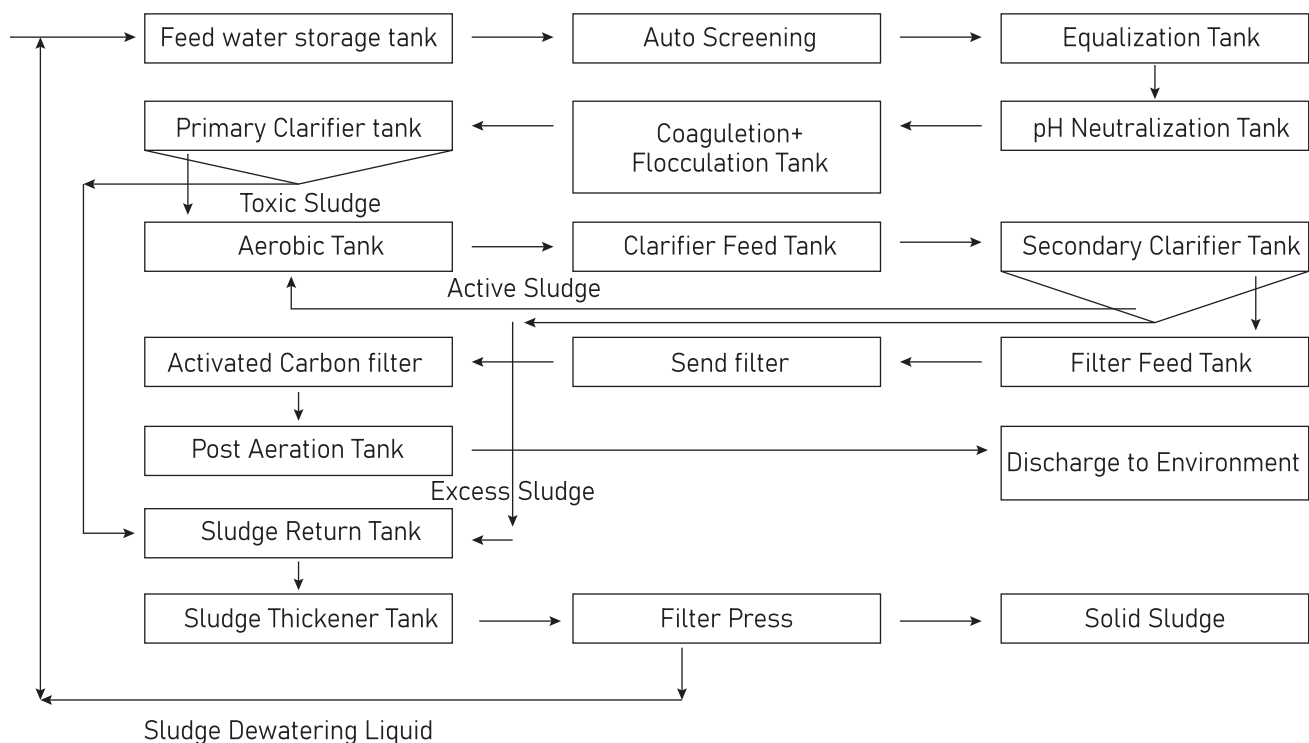 Feed water storage tank
Auto Screening
Equalization Tank
Primary Clarifier tank
Coaguletion+
Flocculation Tank
pH Neutralization Tank
Toxic Sludge
Aerobic Tank
Clarifier Feed Tank
Secondary Clarifier Tank
Active Sludge
Activated Carbon filter
Send filter
Filter Feed Tank
Post Aeration Tank
Discharge to Environment
Excess Sludge
Sludge Return Tank
Sludge Thickener Tank
Filter Press
Solid Sludge
Sludge Dewatering Liquid